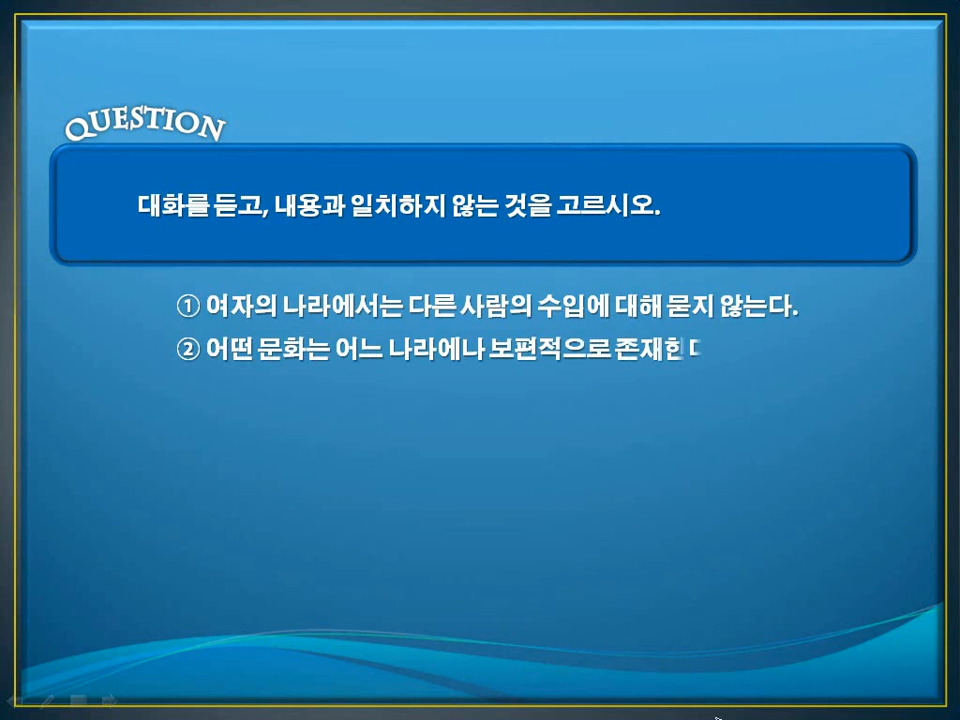 QUESTION
대화를 듣고, 내용과 일치하지 않는 것을 고르시오.
① 여자의 나라에서는 다른 사람의 수입에 대해 묻지 않는다.
② 어떤 문화는 어느 나라에나 보편적으로